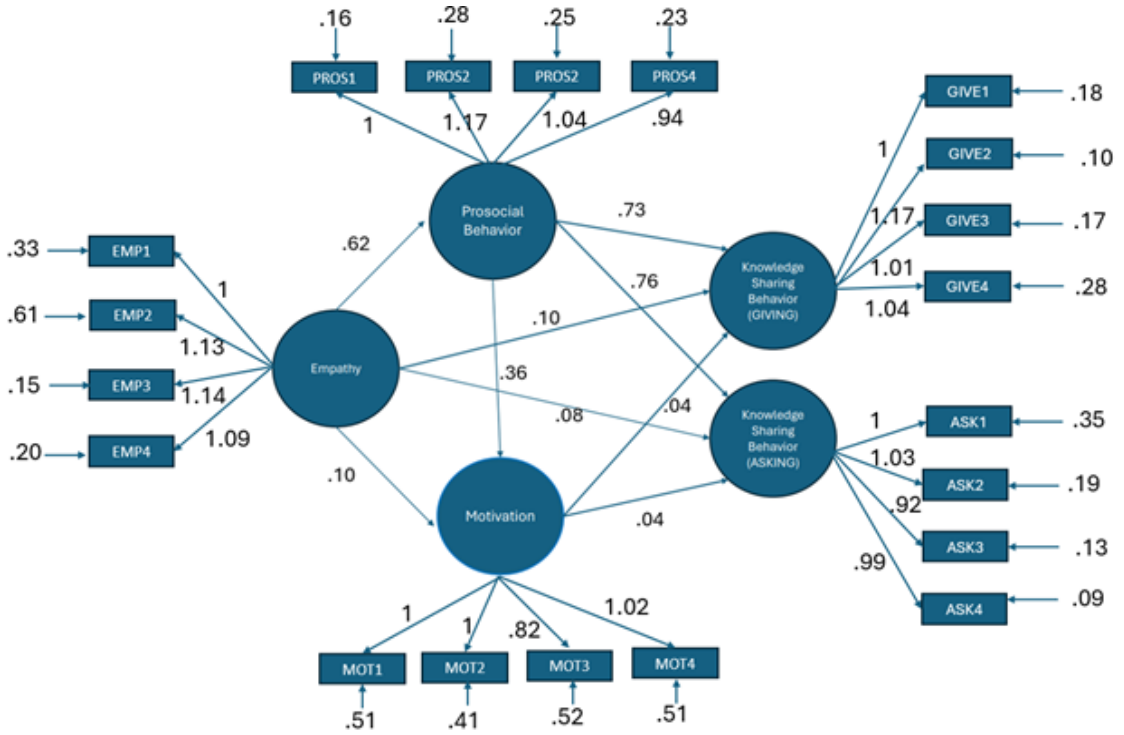 .16
.28
.25
.23
PROS1
PROS2
PROS2
PROS4
1
1.17
1.04
.94
GIVE1
.18
GIVE2
.10
GIVE3
.17
GIVE4
.28
1
1.17
1.01
1.04
Prosocial
Behavior
.73
.76
.62
.33
EMP1
.61
EMP2
.15
EMP3
.20
EMP4
1
1.13
1.14
1.09
Empathy
.10
.36
.08
.04
.10
.04
Knowledge
Sharing
Behavior
(GIVING)
Knowledge
Sharing
Behavior
(ASKING)
1
1.03
.92
.99
ASK1
.35
ASK2
.19
ASK3
.13
ASK4
.09
Motivation
1
1
.82
1.02
MOT1
MOT2
MOT3
MOT4
.51
.41
.52
.51